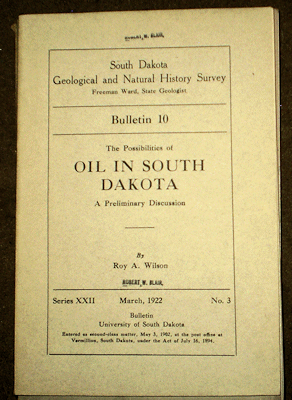 ROBERT W. BLAIR,
South Dakota
Geological and Natural History Survey
Freeman Ward, State Geologist
Bulletin 10
The Possibilities of
OIL IN SOUTH
DAKOTA
A Preliminary Discussion
By
Roy A. Wilson
ROBERT W. BLAIR,
Series XXII March, 1922 No. 3
Bulletin
University of South Dakota
Entered as second-class matter, May 3, 1902, at the post office at
Vermillion, South Dakota, under the Act of July 16, 1894.